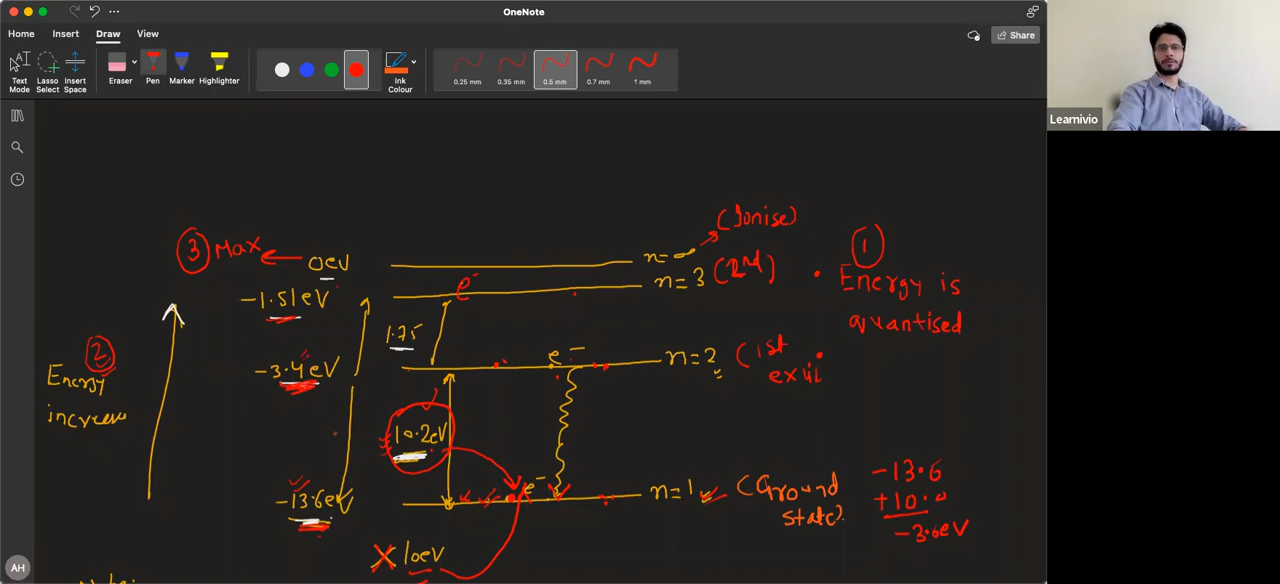 OneNote
Home Insert Draw View
Share
Text Mode
Lasso Select
Insert Space
Eraser
Pen
Marker
Highlighter
Ink Colour
0.25 mm
0.35 mm
0.5 mm
0.7 mm
1 mm
Learnivio
(Ionise)
③ Max ← 0eV
n=∞
①
-1.51eV
e⁻
n=3 (2nd)
Energy is
quantised
1.75
②
Energy
-3.4eV
e⁻
n=2 (1st
10.2eV
-13.6eV
e⁻
n=1 (Ground
state)
-13.6
+10.0
-3.6eV
X 10eV
AH